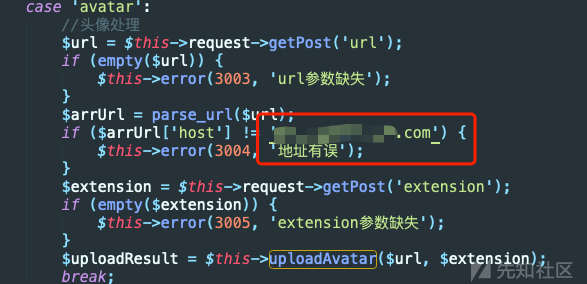 case 'avatar':
//头像处理
$url = $this->request->getPost('url');
if (empty($url)) {
$this->error(3003, 'url参数缺失');
}
$arrUrl = parse_url($url);
if ($arrUrl['host'] != '.com') {
$this->error(3004, '地址有误');
}
$extension = $this->request->getPost('extension');
if (empty($extension)) {
$this->error(3005, 'extension参数缺失');
}
$uploadResult = $this->uploadAvatar($url, $extension);
break;
先知社区